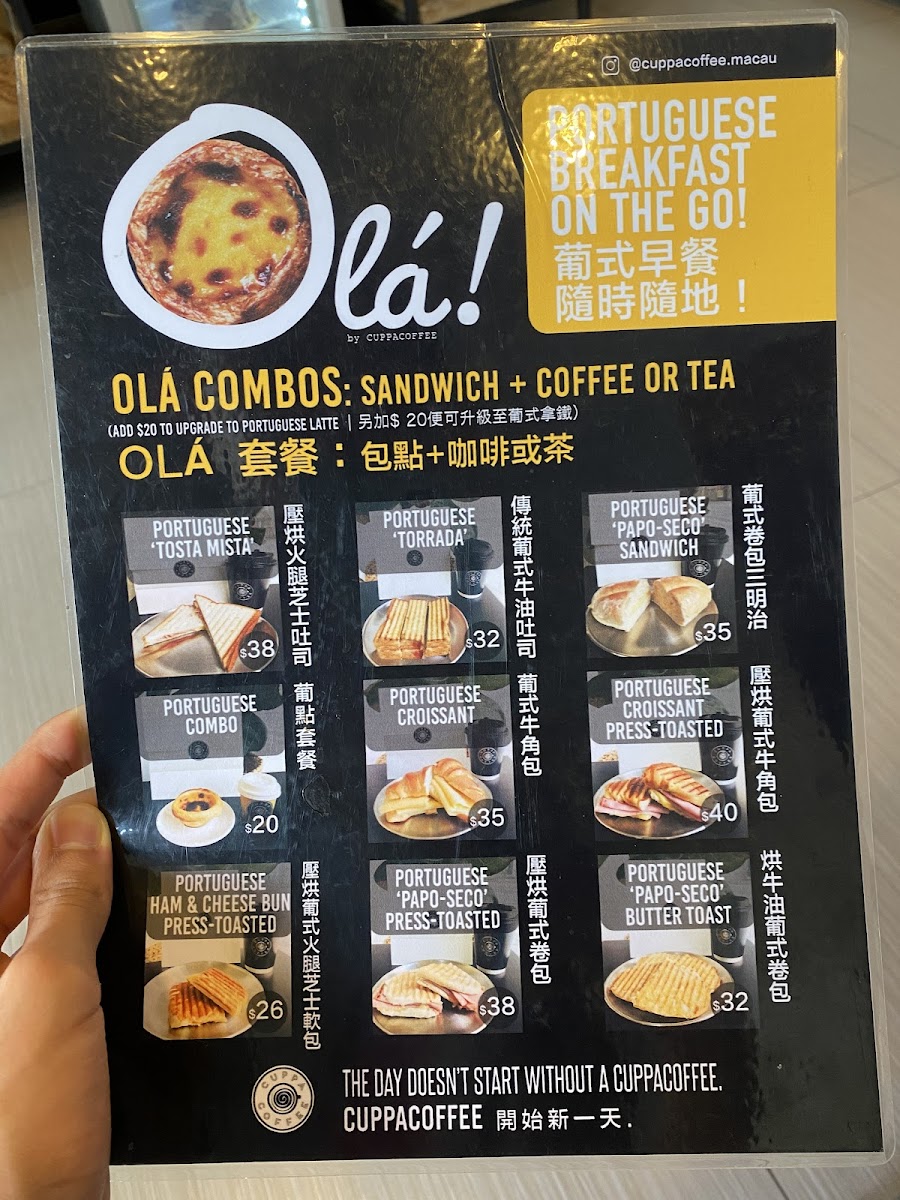 @cuppacoffee.macau
PORTUGUESE
BREAKFAST
ON THE GO!
葡式早餐
隨時隨地！
Olá!
by CUPPACOFFEE
OLÁ COMBOS: SANDWICH + COFFEE OR TEA
(ADD $20 TO UPGRADE TO PORTUGUESE LATTE | 另加$ 20便可升級至葡式拿鐵)
OLÁ 套餐：包點+咖啡或茶
PORTUGUESE
'TOSTA MISTA'
$38
壓烘火腿芝士吐司
PORTUGUESE
'TORRADA'
$32
傳統葡式牛油吐司
PORTUGUESE
'PAPO-SECO'
SANDWICH
$35
葡式卷包三明治
PORTUGUESE
COMBO
$20
葡點套餐
PORTUGUESE
CROISSANT
$35
葡式牛角包
PORTUGUESE
CROISSANT
PRESS-TOASTED
$40
壓烘葡式牛角包
PORTUGUESE
HAM & CHEESE BUN
PRESS-TOASTED
$26
壓烘葡式火腿芝士軟包
PORTUGUESE
'PAPO-SECO'
PRESS-TOASTED
$38
壓烘葡式卷包
PORTUGUESE
'PAPO-SECO'
BUTTER TOAST
$32
烘牛油葡式卷包
CUPPA
COFFEE
THE DAY DOESN'T START WITHOUT A CUPPACOFFEE.
CUPPACOFFEE 開始新一天.